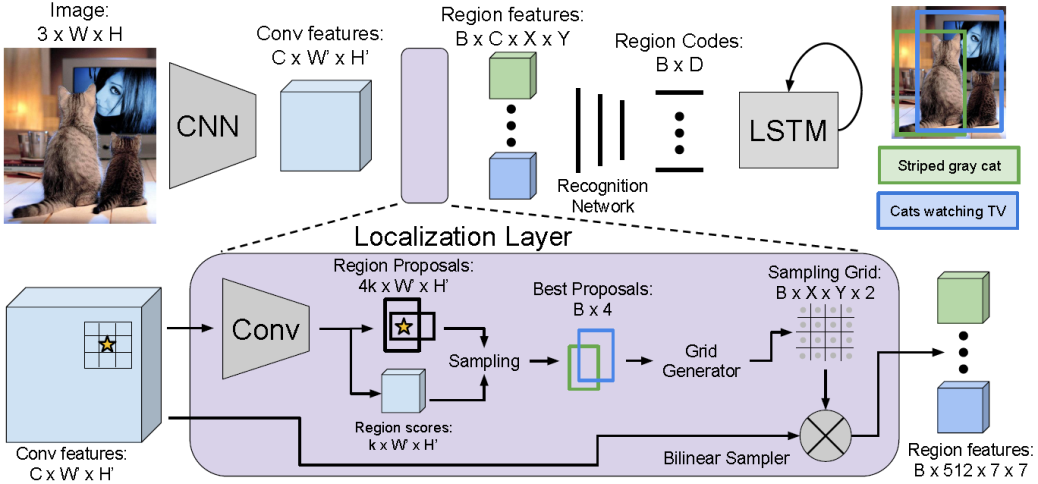 Image:
3 x W x H
CNN
Conv features:
C x W' x H'
Region features:
B x C x X x Y
Recognition
Network
Region Codes:
B x D
LSTM
Striped gray cat
Cats watching TV
Localization Layer
Conv features:
C x W' x H'
Conv
Region Proposals:
4k x W' x H'
Region scores:
k x W' x H'
Sampling
Best Proposals:
B x 4
Grid
Generator
Sampling Grid:
B x X x Y x 2
Bilinear Sampler
Region features:
B x 512 x 7 x 7